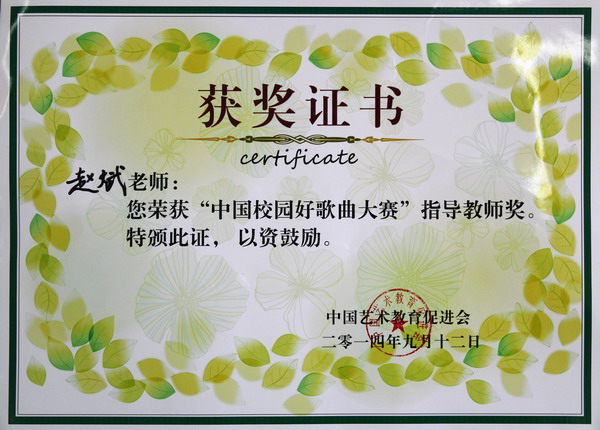 获奖证书
certificate
赵斌老师：
您荣获“中国校园好歌曲大赛”指导教师奖。
特颁此证，以资鼓励。
中国艺术教育促进会
二零一四年九月十二日